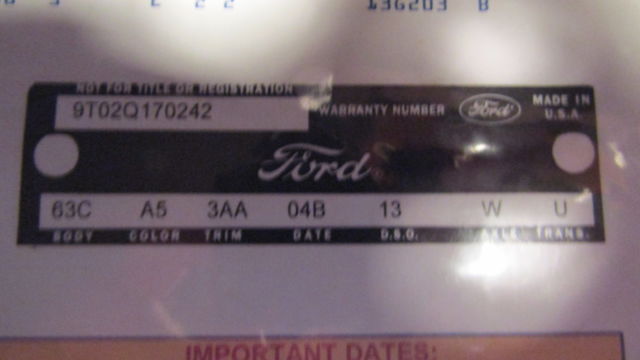 136203 B
NOT FOR TITLE OR REGISTRATION
9T02Q170242 WARRANTY NUMBER Ford MADE IN U.S.A.
Ford
63C A5 3AA 04B 13 W U
BODY COLOR TRIM DATE D.S.O. AXLE TRANS.
IMPORTANT DATES: